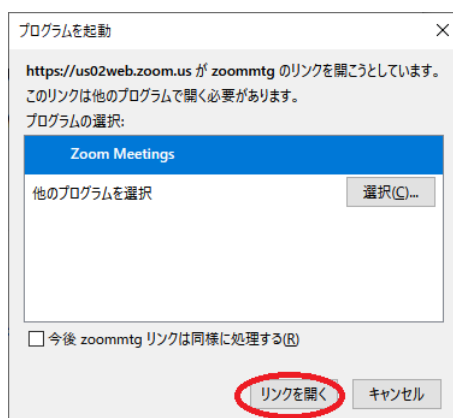 プログラムを起動
https://us02web.zoom.us が zoommtg のリンクを開こうとしています。
このリンクは他のプログラムで開く必要があります。
プログラムの選択:
Zoom Meetings
他のプログラムを選択 選択(C)...
今後 zoommtg リンクは同様に処理する(R)
リンクを開く キャンセル